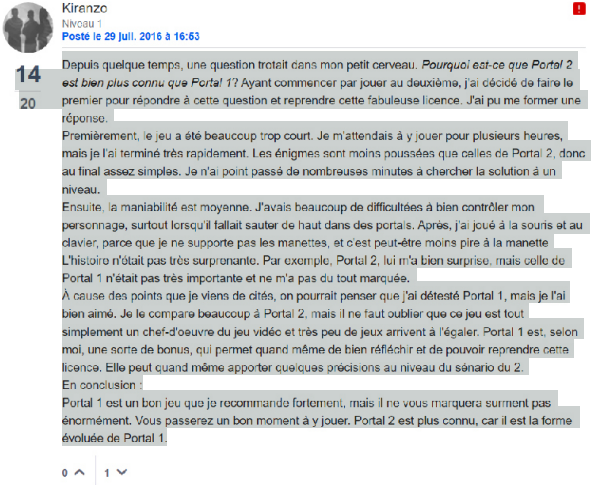 Kiranzo
Niveau 1
Posté le 29 juil. 2016 à 16:53
14
20
Depuis quelque temps, une question trotait dans mon petit cerveau. Pourquoi est-ce que Portal 2
est bien plus connu que Portal 1? Ayant commencer par jouer au deuxième, j'ai décidé de faire le
premier pour répondre à cette question et reprendre cette fabuleuse licence. J'ai pu me former une
réponse.
Premièrement, le jeu a été beaucoup trop court. Je m'attendais à y jouer pour plusieurs heures,
mais je l'ai terminé très rapidement. Les énigmes sont moins poussées que celles de Portal 2, donc
au final assez simples. Je n'ai point passé de nombreuses minutes à chercher la solution à un
niveau.
Ensuite, la maniabilité est moyenne. J'avais beaucoup de difficultées à bien contrôler mon
personnage, surtout lorsqu'il fallait sauter de haut dans des portals. Après, j'ai joué à la souris et au
clavier, parce que je ne supporte pas les manettes, et c'est peut-être moins pire à la manette
L'histoire n'était pas très surprenante. Par exemple, Portal 2, lui m'a bien surprise, mais celle de
Portal 1 n'était pas très importante et ne m'a pas du tout marquée.
À cause des points que je viens de cités, on pourrait penser que j'ai détesté Portal 1, mais je l'ai
bien aimé. Je le compare beaucoup à Portal 2, mais il ne faut oublier que ce jeu est tout
simplement un chef-d'oeuvre du jeu vidéo et très peu de jeux arrivent à l'égaler. Portal 1 est, selon
moi, une sorte de bonus, qui permet quand même de bien réfléchir et de pouvoir reprendre cette
licence. Elle peut quand même apporter quelques précisions au niveau du sénario du 2.
En conclusion :
Portal 1 est un bon jeu que je recommande fortement, mais il ne vous marquera surment pas
énormément. Vous passerez un bon moment à y jouer. Portal 2 est plus connu, car il est la forme
évoluée de Portal 1.
0 1